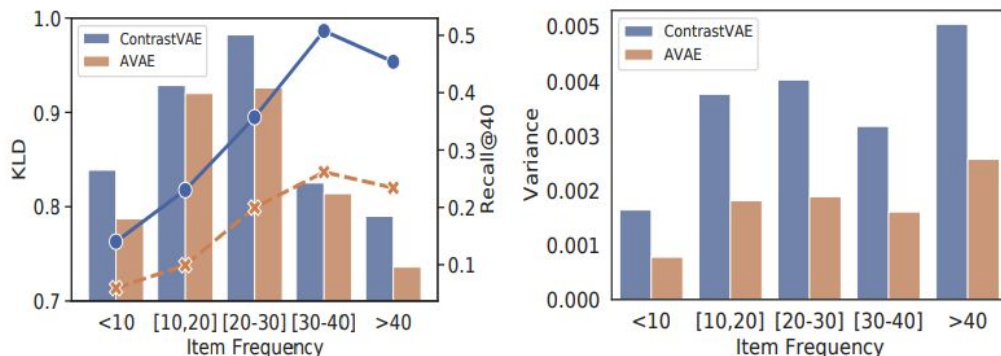 1.0
0.9
0.8
0.7
KLD
ContrastVAE
AVAE
0.5
0.4
0.3
0.2
0.1
Recall@40
<10 [10,20] [20-30] [30-40] >40
Item Frequency
0.005
0.004
0.003
0.002
0.001
0.000
Variance
ContrastVAE
AVAE
<10 [10,20] [20-30] [30-40] >40
Item Frequency